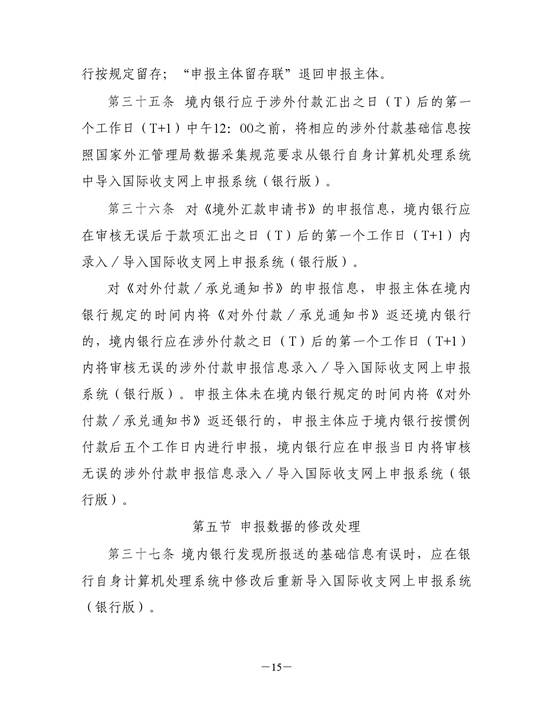 行按规定留存；“申报主体留存联”退回申报主体。
第三十五条 境内银行应于涉外付款汇出之日（T）后的第一
个工作日（T+1）中午12：00之前，将相应的涉外付款基础信息按
照国家外汇管理局数据采集规范要求从银行自身计算机处理系统
中导入国际收支网上申报系统（银行版）。
第三十六条 对《境外汇款申请书》的申报信息，境内银行应
在审核无误后于款项汇出之日（T）后的第一个工作日（T+1）内
录入／导入国际收支网上申报系统（银行版）。
对《对外付款／承兑通知书》的申报信息，申报主体在境内
银行规定的时间内将《对外付款／承兑通知书》返还境内银行
的，境内银行应在涉外付款之日（T）后的第一个工作日（T+1）
内将审核无误的涉外付款申报信息录入／导入国际收支网上申报
系统（银行版）。申报主体未在境内银行规定的时间内将《对外
付款／承兑通知书》返还银行的，申报主体应于境内银行按惯例
付款后五个工作日内进行申报，境内银行应在申报当日内将审核
无误的涉外付款申报信息录入／导入国际收支网上申报系统（银
行版）。
第五节 申报数据的修改处理
第三十七条 境内银行发现所报送的基础信息有误时，应在银
行自身计算机处理系统中修改后重新导入国际收支网上申报系统
（银行版）。
—15—